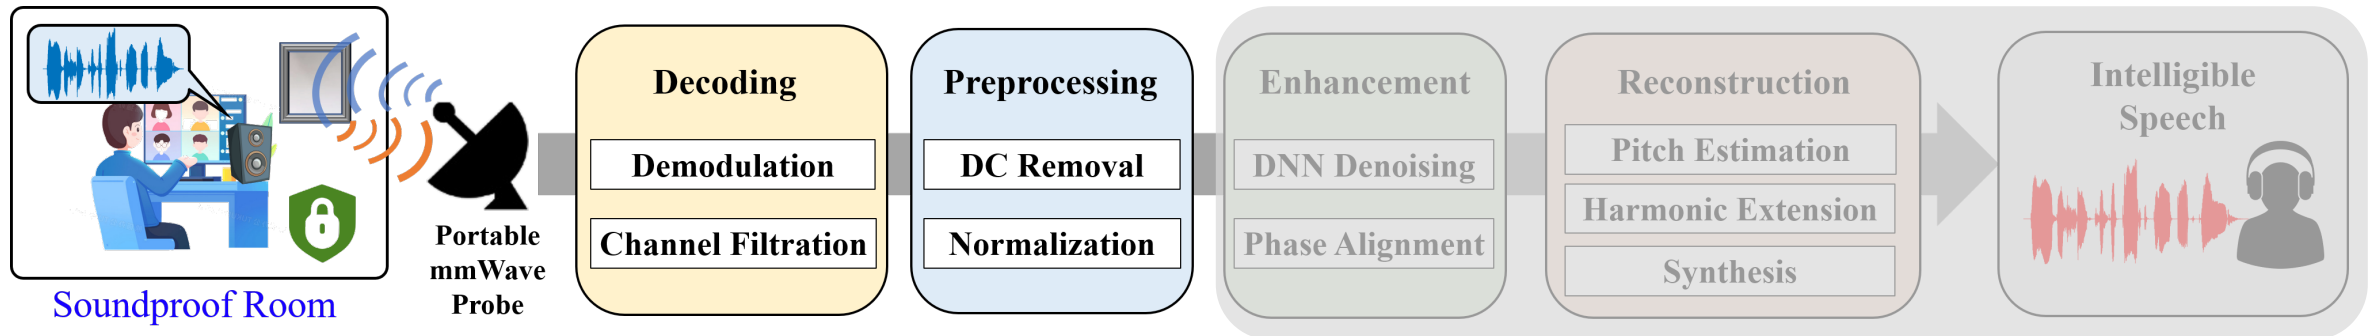 Soundproof Room
Portable
mmWave
Probe
Decoding
Demodulation
Channel Filtration
Preprocessing
DC Removal
Normalization
Enhancement
DNN Denoising
Phase Alignment
Reconstruction
Pitch Estimation
Harmonic Extension
Synthesis
Intelligible
Speech